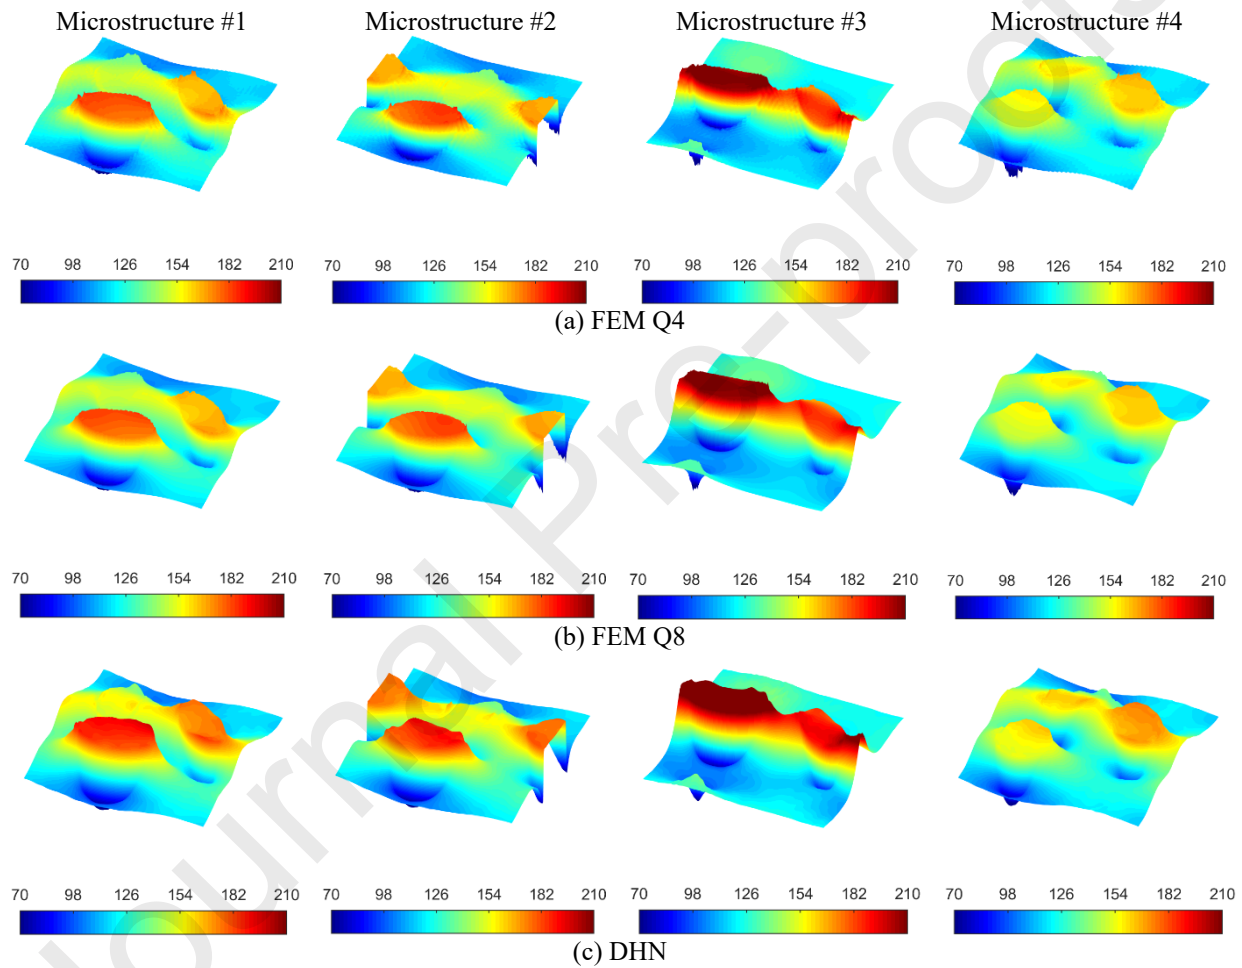 Microstructure #1 Microstructure #2 Microstructure #3 Microstructure #4
70 98 126 154 182 210 70 98 126 154 182 210 70 98 126 154 182 210 70 98 126 154 182 210
(a) FEM Q4
70 98 126 154 182 210 70 98 126 154 182 210 70 98 126 154 182 210 70 98 126 154 182 210
(b) FEM Q8
70 98 126 154 182 210 70 98 126 154 182 210 70 98 126 154 182 210 70 98 126 154 182 210
(c) DHN
Journal Pre-proofs